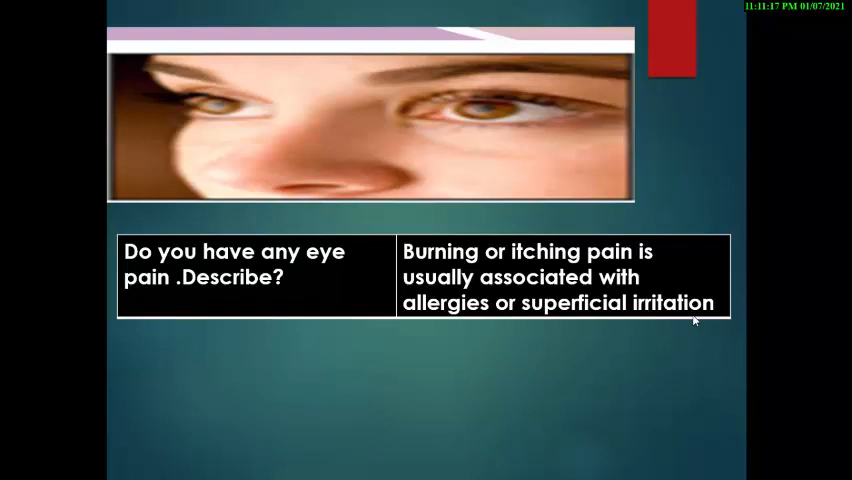 11:11:17 PM 01/07/2021
Do you have any eye
pain .Describe?
Burning or itching pain is
usually associated with
allergies or superficial irritation